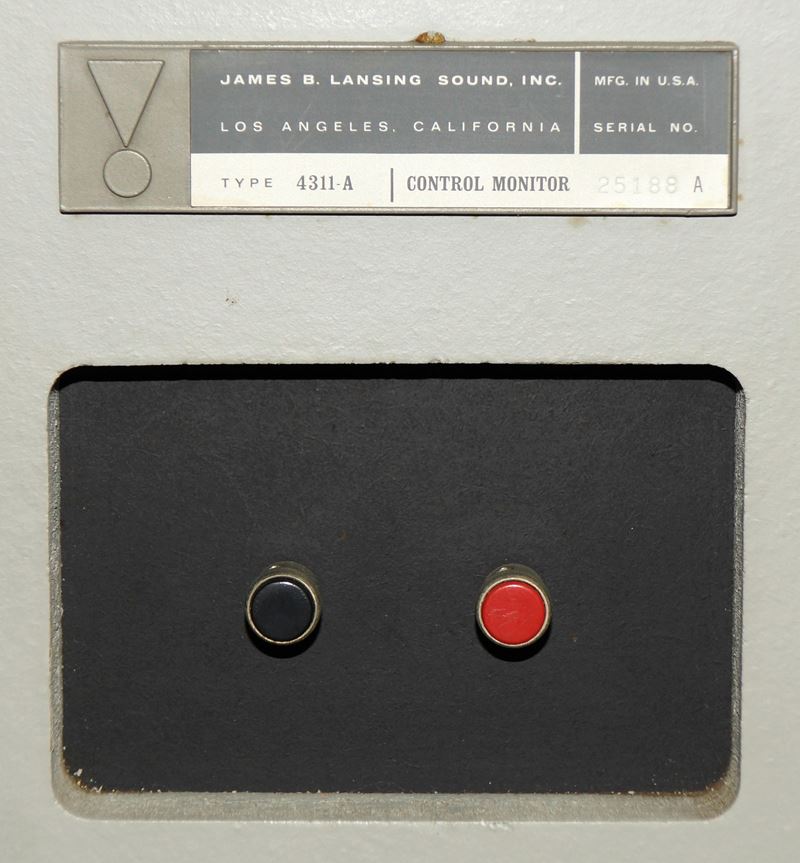 JAMES B. LANSING SOUND, INC.
LOS ANGELES, CALIFORNIA
MFG. IN U.S.A.
SERIAL NO.
TYPE 4311-A | CONTROL MONITOR 25188 A